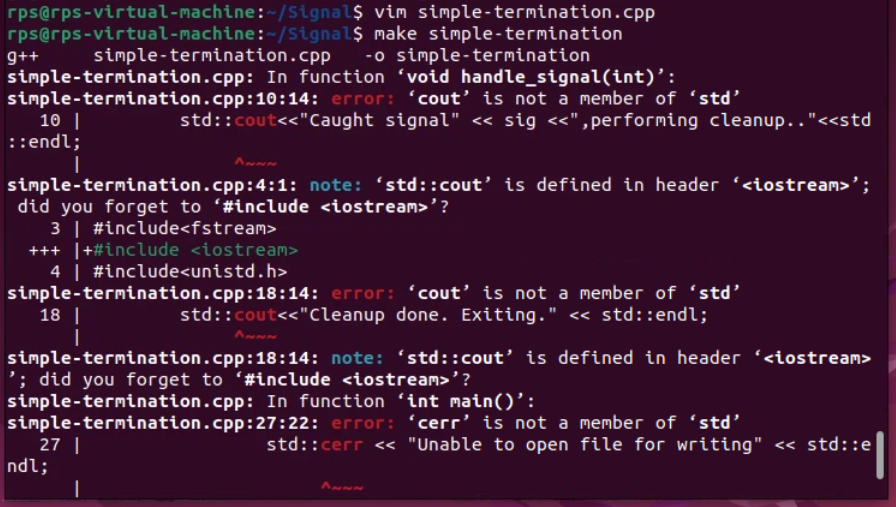 rps@rps-virtual-machine:~/Signal$ vim simple-termination.cpp
rps@rps-virtual-machine:~/Signal$ make simple-termination
g++     simple-termination.cpp   -o simple-termination
simple-termination.cpp: In function ‘void handle_signal(int)’:
simple-termination.cpp:10:14: error: ‘cout’ is not a member of ‘std’
   10 |         std::cout<<"Caught signal" << sig <<",performing cleanup.."<<std
::endl;
      |              ^~~~
simple-termination.cpp:4:1: note: ‘std::cout’ is defined in header ‘<iostream>’;
 did you forget to ‘#include <iostream>’?
    3 | #include<fstream>
  +++ |+#include <iostream>
    4 | #include<unistd.h>
simple-termination.cpp:18:14: error: ‘cout’ is not a member of ‘std’
   18 |         std::cout<<"Cleanup done. Exiting." << std::endl;
      |              ^~~~
simple-termination.cpp:18:14: note: ‘std::cout’ is defined in header ‘<iostream>
’; did you forget to ‘#include <iostream>’?
simple-termination.cpp: In function ‘int main()’:
simple-termination.cpp:27:22: error: ‘cerr’ is not a member of ‘std’
   27 |                 std::cerr << "Unable to open file for writing" << std::e
ndl;
      |                      ^~~~